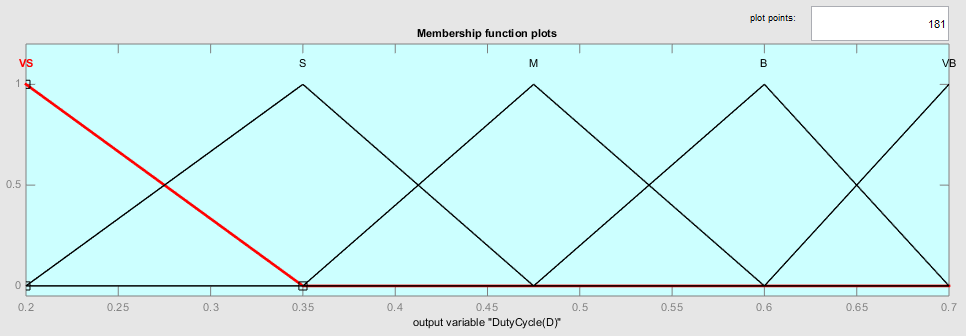 plot points: 181
Membership function plots
VS S M B VB
1
0.5
0
0.2 0.25 0.3 0.35 0.4 0.45 0.5 0.55 0.6 0.65 0.7
output variable "DutyCycle(D)"